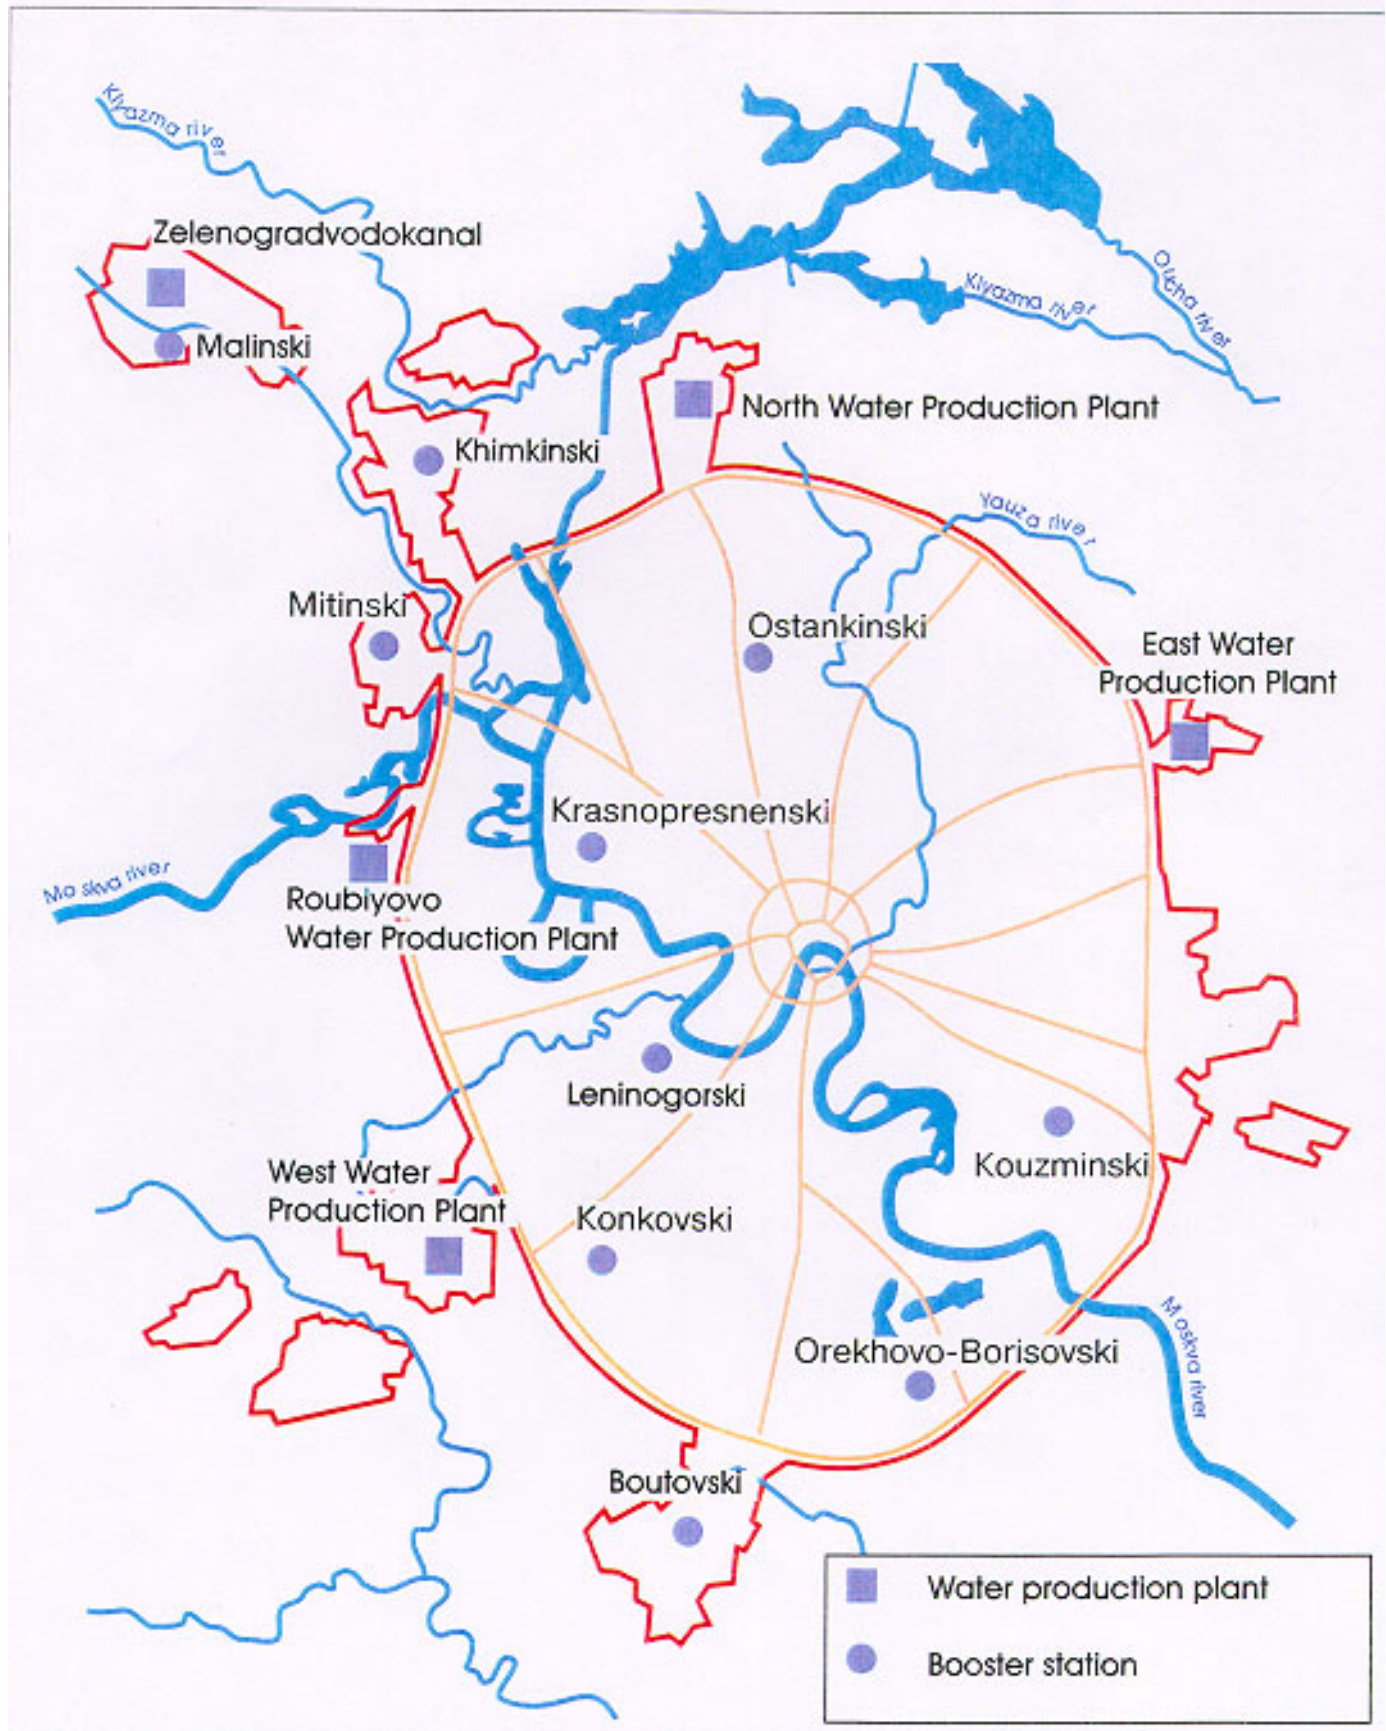 Klyazma river
Zelenogradvodokanal
Malinski
Klyazma river
Oucha river
North Water Production Plant
Khimkinski
Yauza river
Mitinski
Ostankinski
East Water
Production Plant
Krasnopresnenski
Moskva river
Roublyovo
Water Production Plant
Leninogorski
Kouzminski
West Water
Production Plant
Konkovski
Orekhovo-Borisovski
Moskva river
Boutovski
Water production plant
Booster station